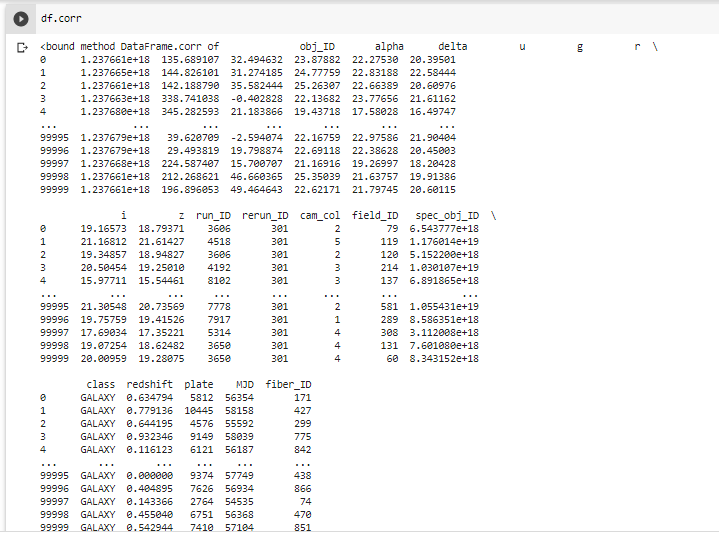 df.corr
<bound method DataFrame.corr of obj_ID alpha delta u g r \
0 1.237661e+18 135.689107 32.494632 23.87882 22.27530 20.39501
1 1.237665e+18 144.826101 31.274185 24.77759 22.83188 22.58444
2 1.237661e+18 142.188790 35.582444 25.26307 22.66389 20.60976
3 1.237663e+18 338.741038 -0.402828 22.13682 23.77656 21.61162
4 1.237680e+18 345.282593 21.183866 19.43718 17.58028 16.49747
... ... ... ... ... ... ...
99995 1.237679e+18 39.620709 -2.594074 22.16759 22.97586 21.90404
99996 1.237679e+18 29.493819 19.798874 22.69118 22.38628 20.45003
99997 1.237668e+18 224.587407 15.700707 21.16916 19.26997 18.20428
99998 1.237661e+18 212.268621 46.660365 25.35039 21.63757 19.91386
99999 1.237661e+18 196.896053 49.464643 22.62171 21.79745 20.60115
i z run_ID rerun_ID cam_col field_ID spec_obj_ID \
0 19.16573 18.79371 3606 301 2 79 6.543777e+18
1 21.16812 21.61427 4518 301 5 119 1.176014e+19
2 19.34857 18.94827 3606 301 2 120 5.152200e+18
3 20.50454 19.25010 4192 301 3 214 1.030107e+19
4 15.97711 15.54461 8102 301 3 137 6.891865e+18
... ... ... ... ... ... ... ...
99995 21.30548 20.73569 7778 301 2 581 1.055431e+19
99996 19.75759 19.41526 7917 301 1 289 8.586351e+18
99997 17.69034 17.35221 5314 301 4 308 3.112008e+18
99998 19.07254 18.62482 3650 301 4 131 7.601080e+18
99999 20.00959 19.28075 3650 301 4 60 8.343152e+18
class redshift plate MJD fiber_ID
0 GALAXY 0.634794 5812 56354 171
1 GALAXY 0.779136 10445 58158 427
2 GALAXY 0.644195 4576 55592 299
3 GALAXY 0.932346 9149 58039 775
4 GALAXY 0.116123 6121 56187 842
... ... ... ... ... ...
99995 GALAXY 0.000000 9374 57749 438
99996 GALAXY 0.404895 7626 56934 866
99997 GALAXY 0.143366 2764 54535 74
99998 GALAXY 0.455040 6751 56368 470
99999 GALAXY 0.542944 7410 57104 851